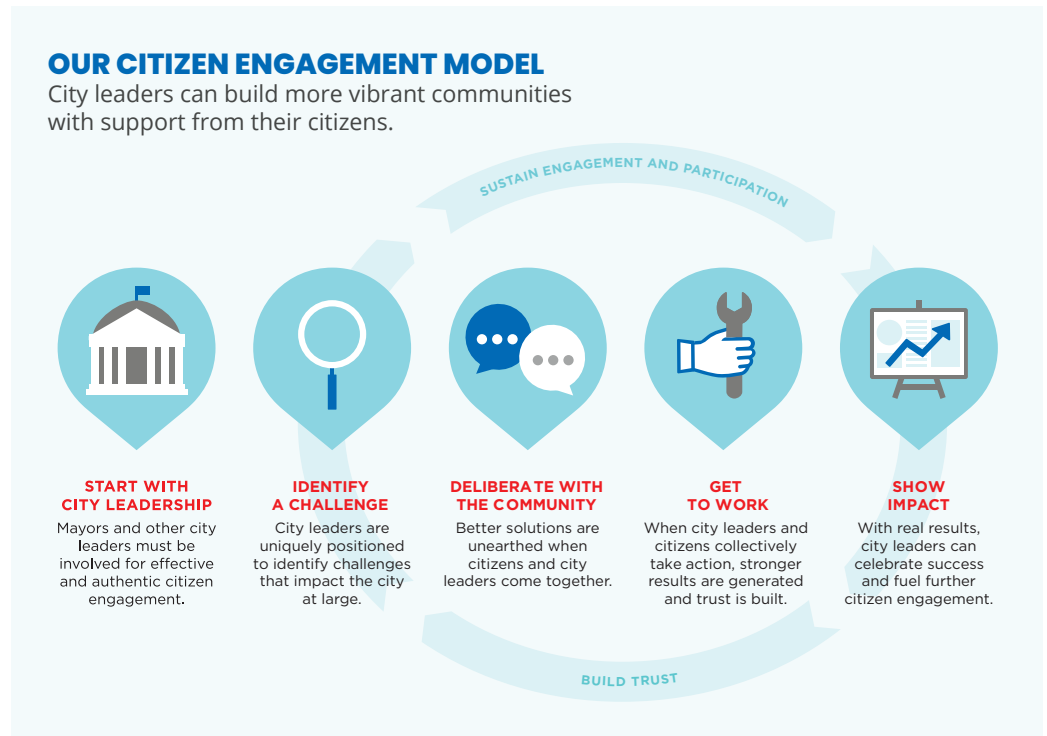 OUR CITIZEN ENGAGEMENT MODEL
City leaders can build more vibrant communities
with support from their citizens.
SUSTAIN ENGAGEMENT AND PARTICIPATION
START WITH
CITY LEADERSHIP
Mayors and other city
leaders must be
involved for effective
and authentic citizen
engagement.
IDENTIFY
A CHALLENGE
City leaders are
uniquely positioned
to identify challenges
that impact the city
at large.
DELIBERATE WITH
THE COMMUNITY
Better solutions are
unearthed when
citizens and city
leaders come together.
GET
TO WORK
When city leaders and
citizens collectively
take action, stronger
results are generated
and trust is built.
SHOW
IMPACT
With real results,
city leaders can
celebrate success
and fuel further
citizen engagement.
BUILD TRUST